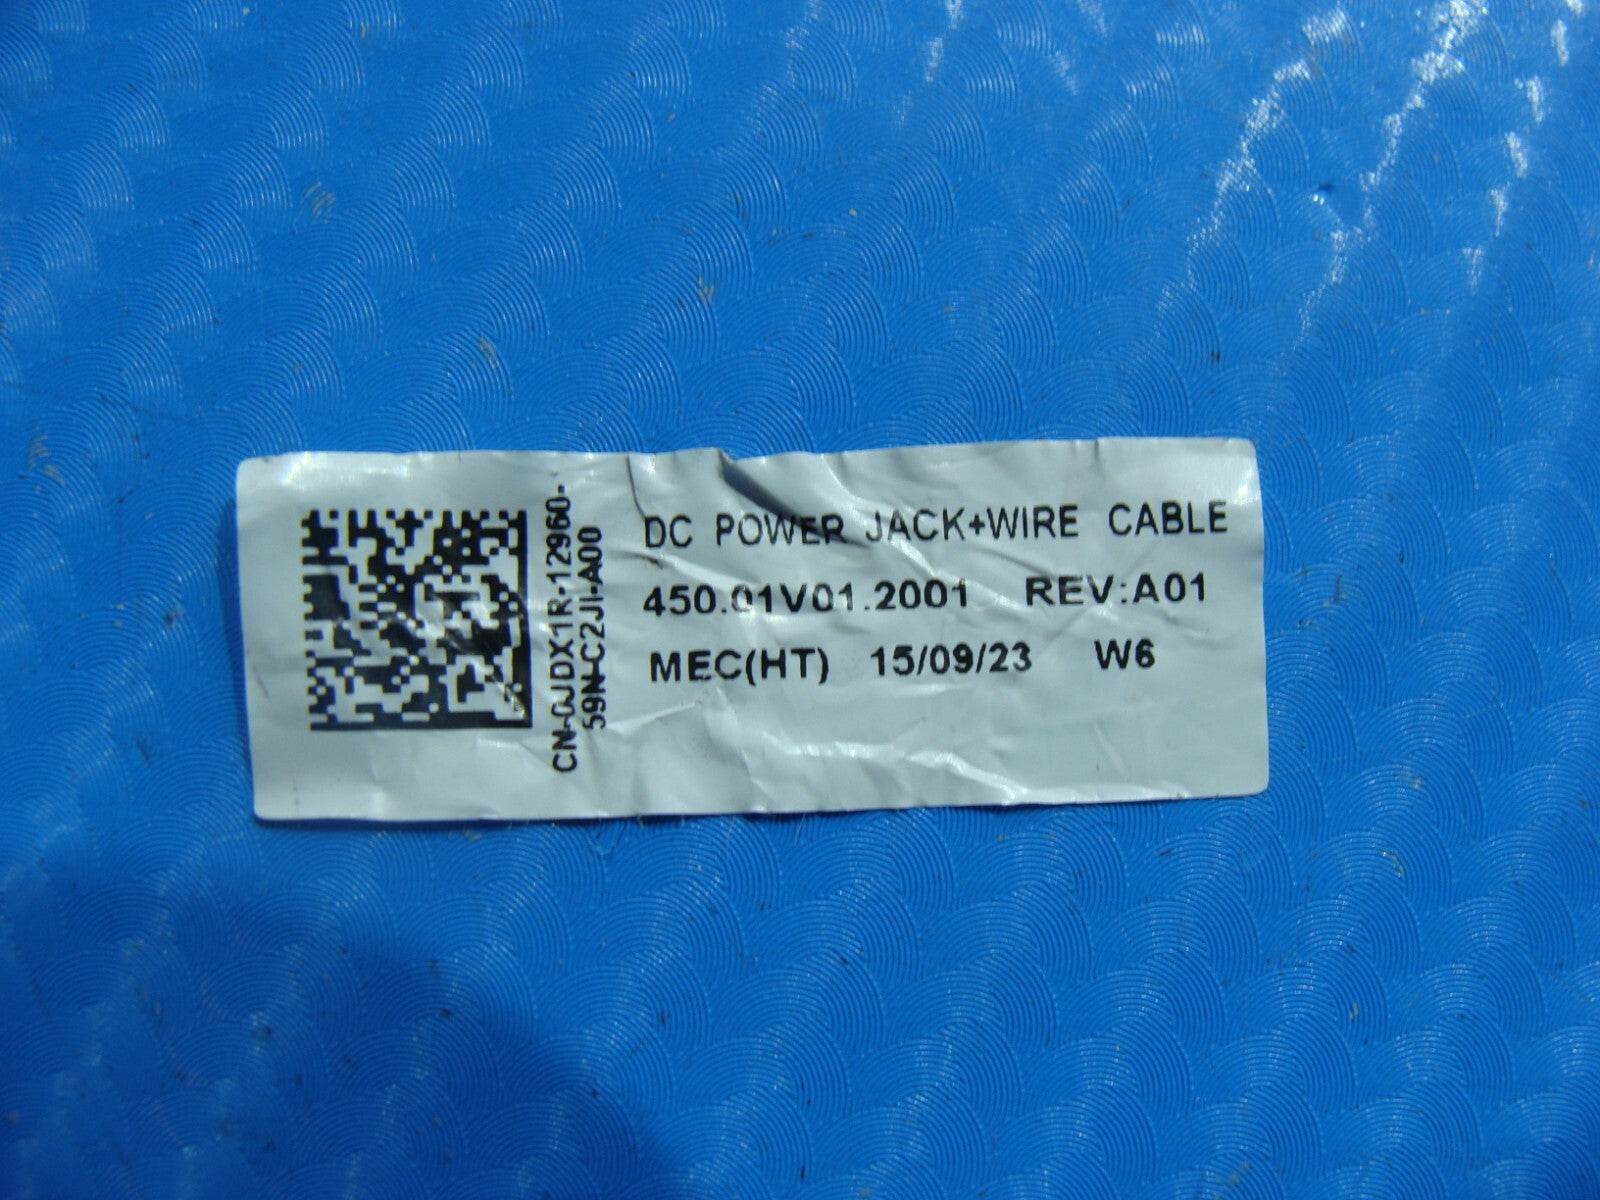 CN-0JDX1R-12960-
59N-C2JI-A00
DC POWER JACK+WIRE CABLE
450.01V01.2001 REV:A01
MEC(HT) 15/09/23 W6